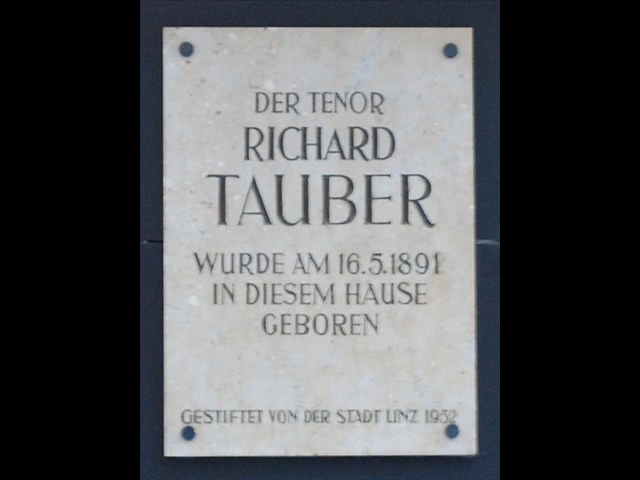 DER TENOR
RICHARD
TAUBER
WURDE AM 16.5.1891
IN DIESEM HAUSE
GEBOREN
GESTIFTET VON DER STADT LINZ 1952